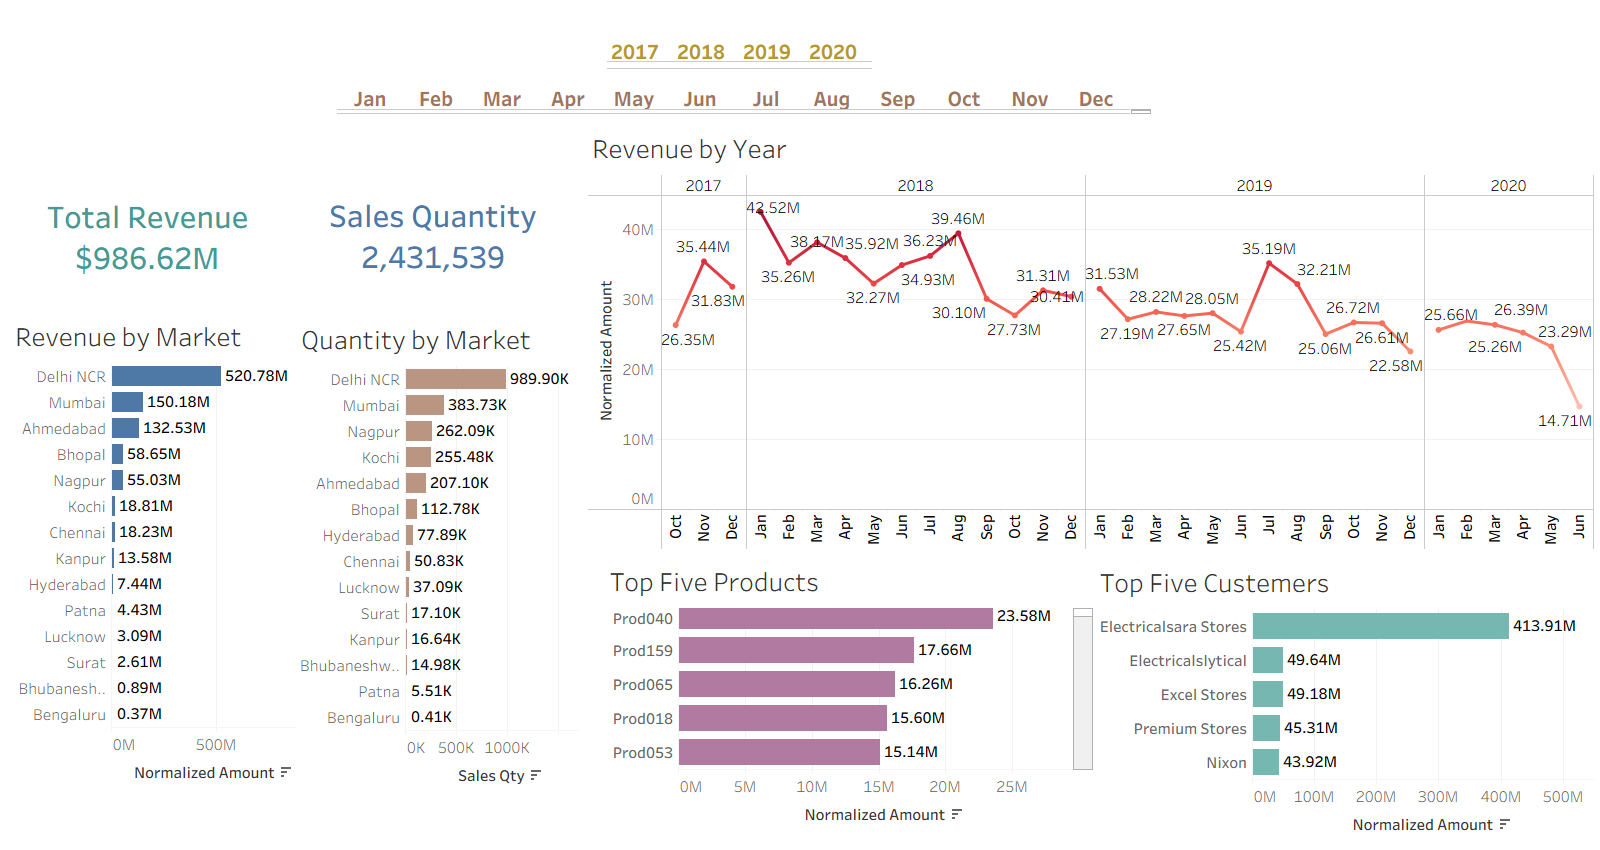 2017 2018 2019 2020
Jan Feb Mar Apr May Jun Jul Aug Sep Oct Nov Dec
Total Revenue
$986.62M
Sales Quantity
2,431,539
Revenue by Market
Delhi NCR 520.78M
Mumbai 150.18M
Ahmedabad 132.53M
Bhopal 58.65M
Nagpur 55.03M
Kochi 18.81M
Chennai 18.23M
Kanpur 13.58M
Hyderabad 7.44M
Patna 4.43M
Lucknow 3.09M
Surat 2.61M
Bhubanesh.. 0.89M
Bengaluru 0.37M
0M 500M
Normalized Amount
Quantity by Market
Delhi NCR 989.90K
Mumbai 383.73K
Nagpur 262.09K
Kochi 255.48K
Ahmedabad 207.10K
Bhopal 112.78K
Hyderabad 77.89K
Chennai 50.83K
Lucknow 37.09K
Surat 17.10K
Kanpur 16.64K
Bhubaneshw.. 14.98K
Patna 5.51K
Bengaluru 0.41K
0K 500K 1000K
Sales Qty
Revenue by Year
2017 2018 2019 2020
Normalized Amount
40M
30M
20M
10M
0M
26.35M 35.44M 31.83M
42.52M 35.26M 38.17M 35.92M 32.27M 34.93M 36.23M 39.46M 30.10M 27.73M 31.31M 30.41M
31.53M 27.19M 28.22M 27.65M 28.05M 25.42M 35.19M 32.21M 25.06M 26.72M 26.61M 22.58M
25.66M 25.26M 26.39M 23.29M 14.71M
Oct Nov Dec Jan Feb Mar Apr May Jun Jul Aug Sep Oct Nov Dec Jan Feb Mar Apr May Jun Jul Aug Sep Oct Nov Dec Jan Feb Mar Apr May Jun
Top Five Products
Prod040 23.58M
Prod159 17.66M
Prod065 16.26M
Prod018 15.60M
Prod053 15.14M
0M 5M 10M 15M 20M 25M
Normalized Amount
Top Five Custemers
Electricalsara Stores 413.91M
Electricalslytical 49.64M
Excel Stores 49.18M
Premium Stores 45.31M
Nixon 43.92M
0M 100M 200M 300M 400M 500M
Normalized Amount